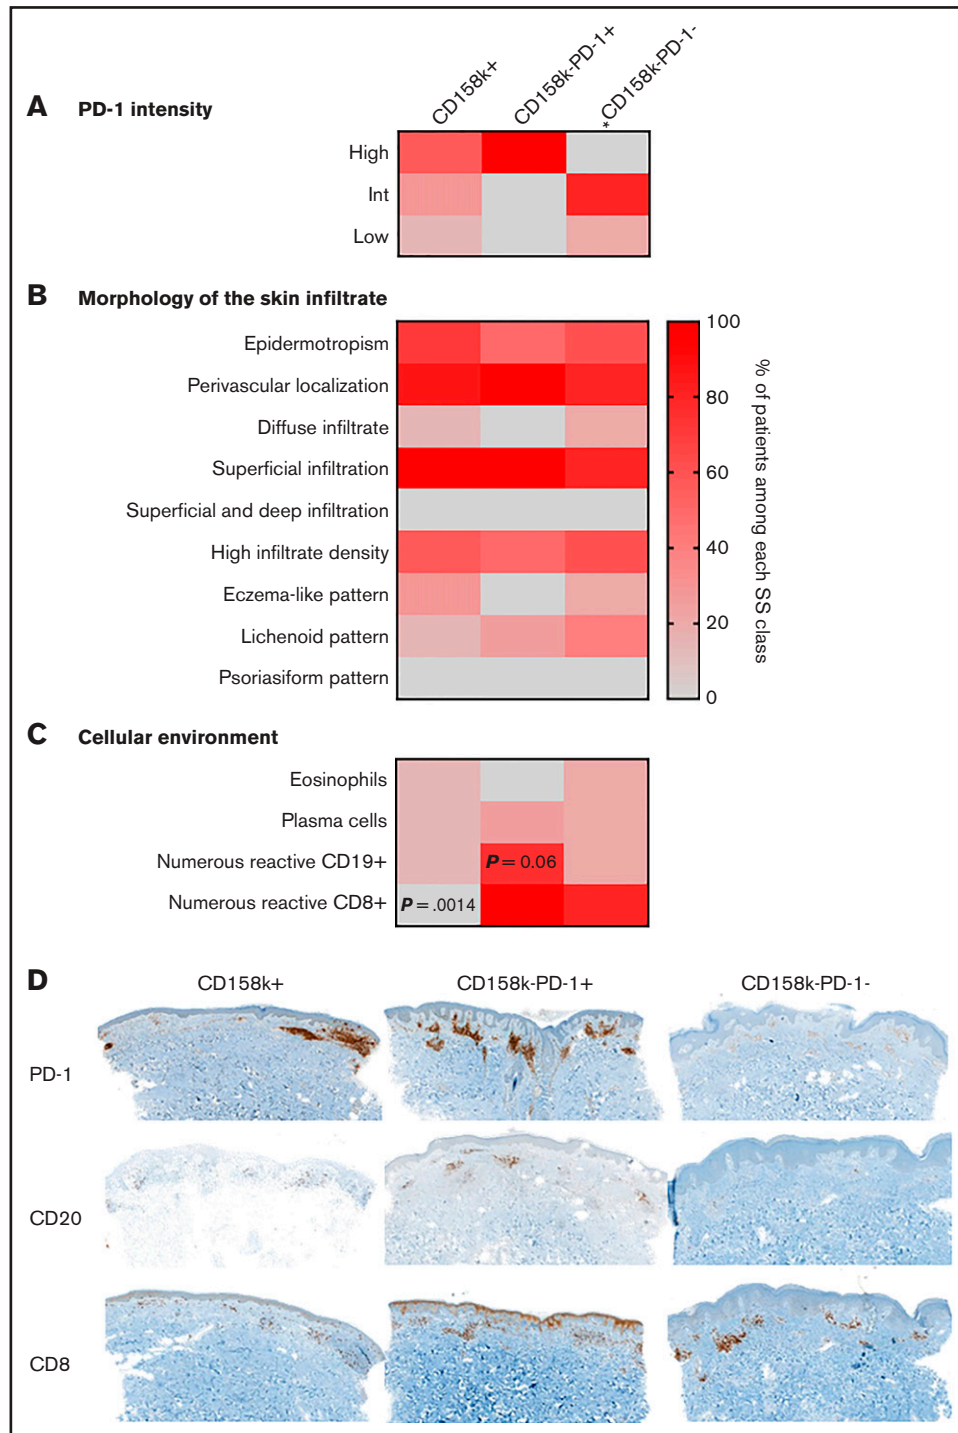 CD158k+
CD158k-PD-1+
*CD158k-PD-1-
A PD-1 intensity
High
Int
Low
B Morphology of the skin infiltrate
Epidermotropism
Perivascular localization
Diffuse infiltrate
Superficial infiltration
Superficial and deep infiltration
High infiltrate density
Eczema-like pattern
Lichenoid pattern
Psoriasiform pattern
100
80
60
40
20
0
% of patients among each SS class
C Cellular environment
Eosinophils
Plasma cells
Numerous reactive CD19+
P = 0.06
Numerous reactive CD8+
P = .0014
D
CD158k+ CD158k-PD-1+ CD158k-PD-1-
PD-1
CD20
CD8